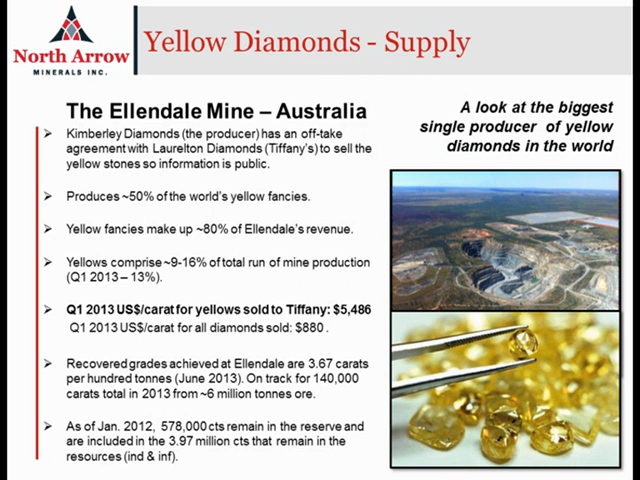 North Arrow
MINERALS INC.
Yellow Diamonds - Supply
The Ellendale Mine – Australia
➢ Kimberley Diamonds (the producer) has an off-take
agreement with Laurelton Diamonds (Tiffany's) to sell the
yellow stones so information is public.
➢ Produces ~50% of the world's yellow fancies.
➢ Yellow fancies make up ~80% of Ellendale's revenue.
➢ Yellows comprise ~9-16% of total run of mine production
(Q1 2013 – 13%).
➢ Q1 2013 US$/carat for yellows sold to Tiffany: $5,486
Q1 2013 US$/carat for all diamonds sold: $880 .
➢ Recovered grades achieved at Ellendale are 3.67 carats
per hundred tonnes (June 2013). On track for 140,000
carats total in 2013 from ~6 million tonnes ore.
➢ As of Jan. 2012, 578,000 cts remain in the reserve and
are included in the 3.97 million cts that remain in the
resources (ind & inf).
A look at the biggest
single producer of yellow
diamonds in the world